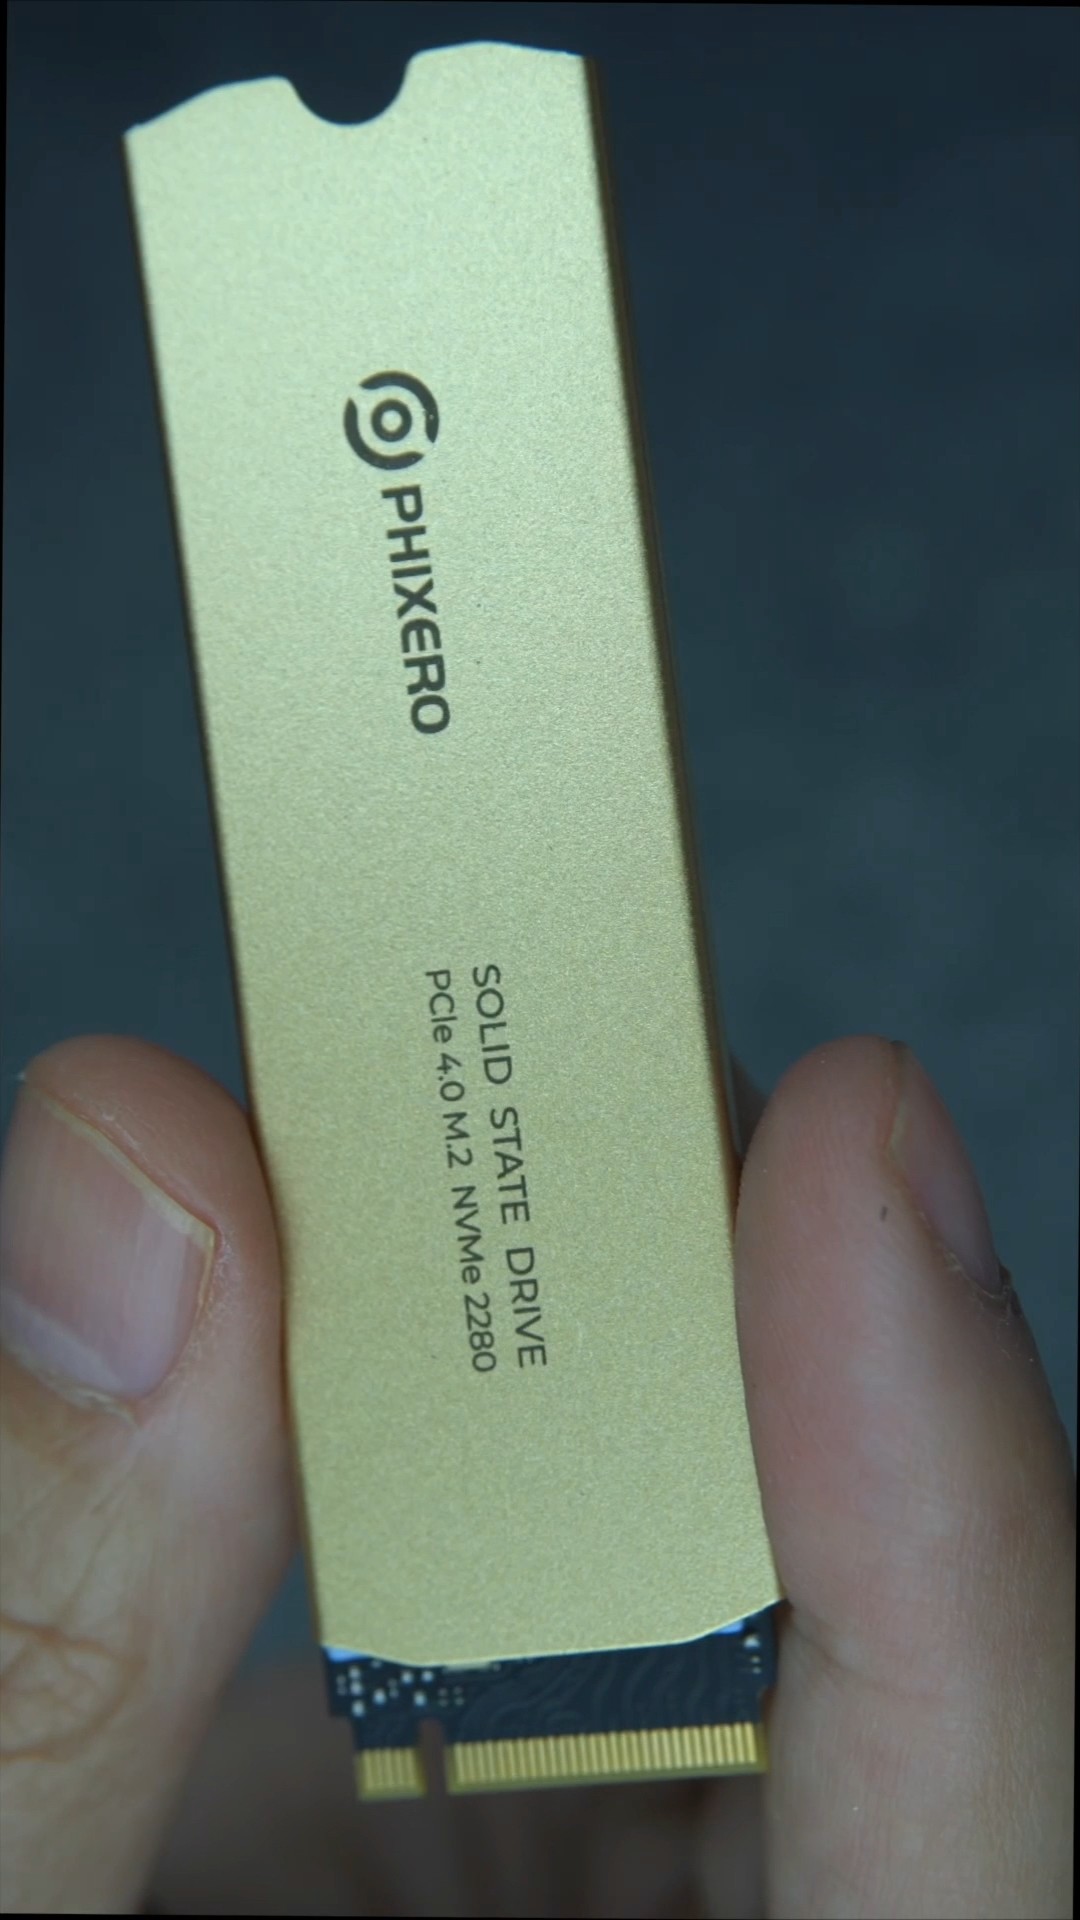 PHIXERO
SOLID STATE DRIVE
PCIe 4.0 M.2 NVMe 2280